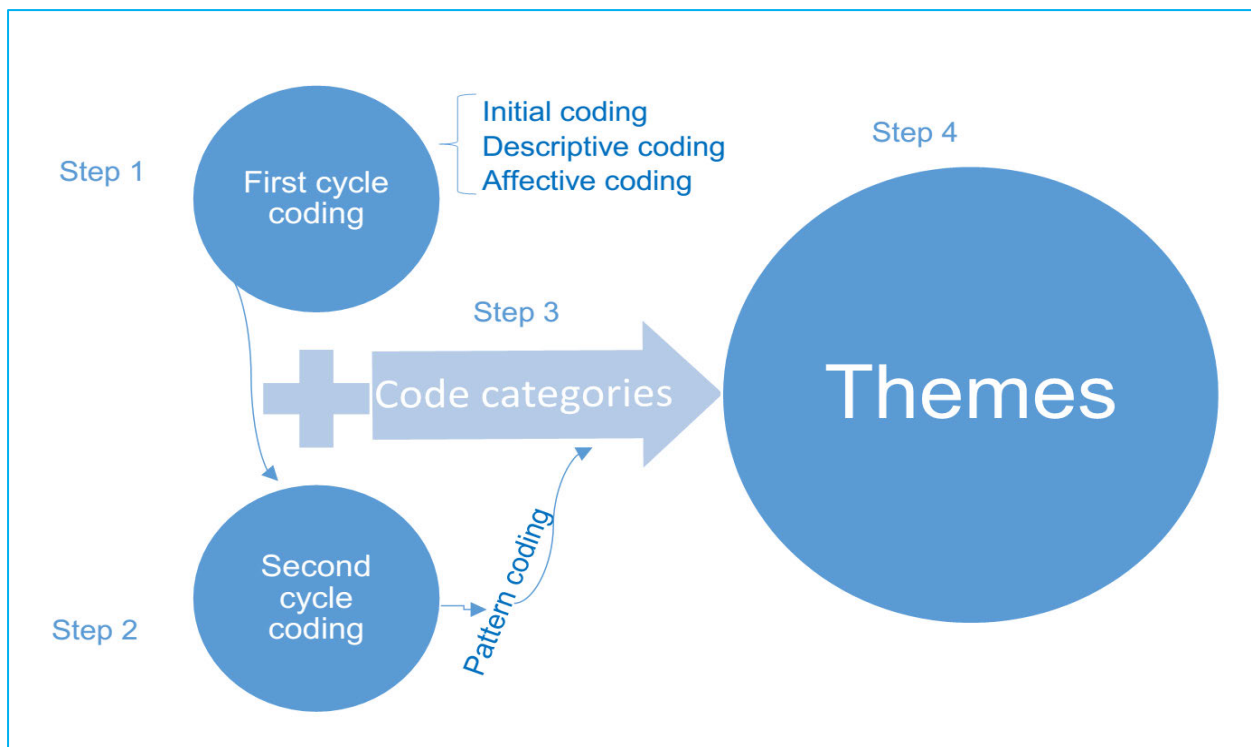 Step 1
First cycle
coding
Initial coding
Descriptive coding
Affective coding
Step 2
Second
cycle
coding
Pattern coding
Step 3
Code categories
Step 4
Themes